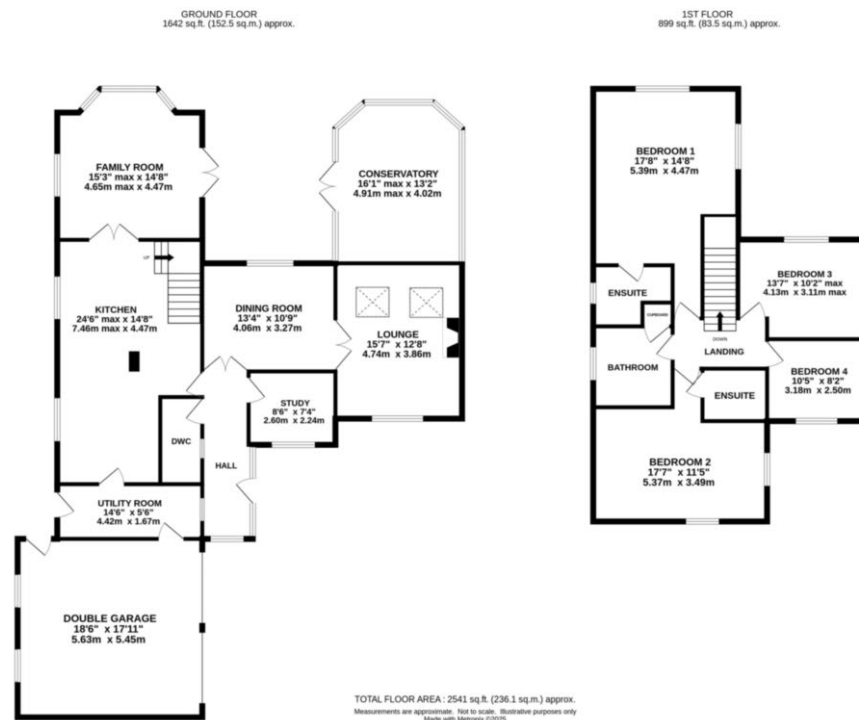 GROUND FLOOR
1642 sq.ft. (152.5 sq.m.) approx.
1ST FLOOR
899 sq.ft. (83.5 sq.m.) approx.
FAMILY ROOM
15'3" max x 14'8"
4.65m max x 4.47m
CONSERVATORY
16'1" max x 13'2"
4.91m max x 4.02m
UP
KITCHEN
24'6" max x 14'8"
7.46m max x 4.47m
DINING ROOM
13'4" x 10'9"
4.06m x 3.27m
LOUNGE
15'7" x 12'8"
4.74m x 3.86m
STUDY
8'6" x 7'4"
2.60m x 2.24m
DWC
HALL
UTILITY ROOM
14'6" x 5'6"
4.42m x 1.67m
DOUBLE GARAGE
18'6" x 17'11"
5.63m x 5.45m
BEDROOM 1
17'8" x 14'8"
5.39m x 4.47m
ENSUITE
CUPBOARD
BEDROOM 3
13'7" x 10'2" max
4.13m x 3.11m max
DOWN
LANDING
BATHROOM
BEDROOM 4
10'5" x 8'2"
3.18m x 2.50m
ENSUITE
BEDROOM 2
17'7" x 11'5"
5.37m x 3.49m
TOTAL FLOOR AREA : 2541 sq.ft. (236.1 sq.m.) approx.
Measurements are approximate. Not to scale. Illustrative purposes only
Made with Metropix ©2025